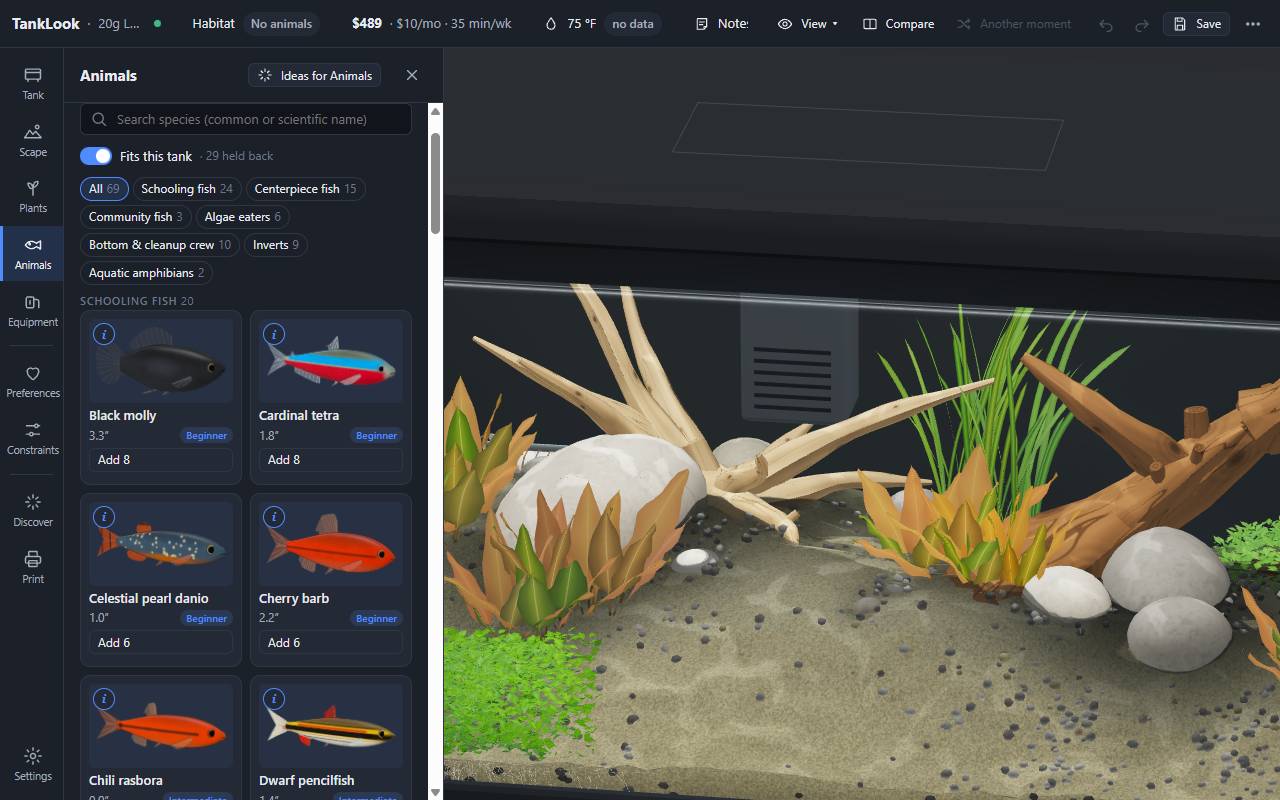 TankLook · 20g L... Habitat No animals $489 · $10/mo · 35 min/wk 75 °F no data Note View Compare Another moment Save
Tank
Scape
Plants
Animals
Equipment
Preferences
Constraints
Discover
Print
Settings
Animals Ideas for Animals
Search species (common or scientific name)
Fits this tank · 29 held back
All 69 Schooling fish 24 Centerpiece fish 15
Community fish 3 Algae eaters 6
Bottom & cleanup crew 10 Inverts 9
Aquatic amphibians 2
SCHOOLING FISH 20
Black molly
3.3" Beginner
Add 8
Cardinal tetra
1.8" Beginner
Add 8
Celestial pearl danio
1.0" Beginner
Add 6
Cherry barb
2.2" Beginner
Add 6
Chili rasbora
Dwarf pencilfish